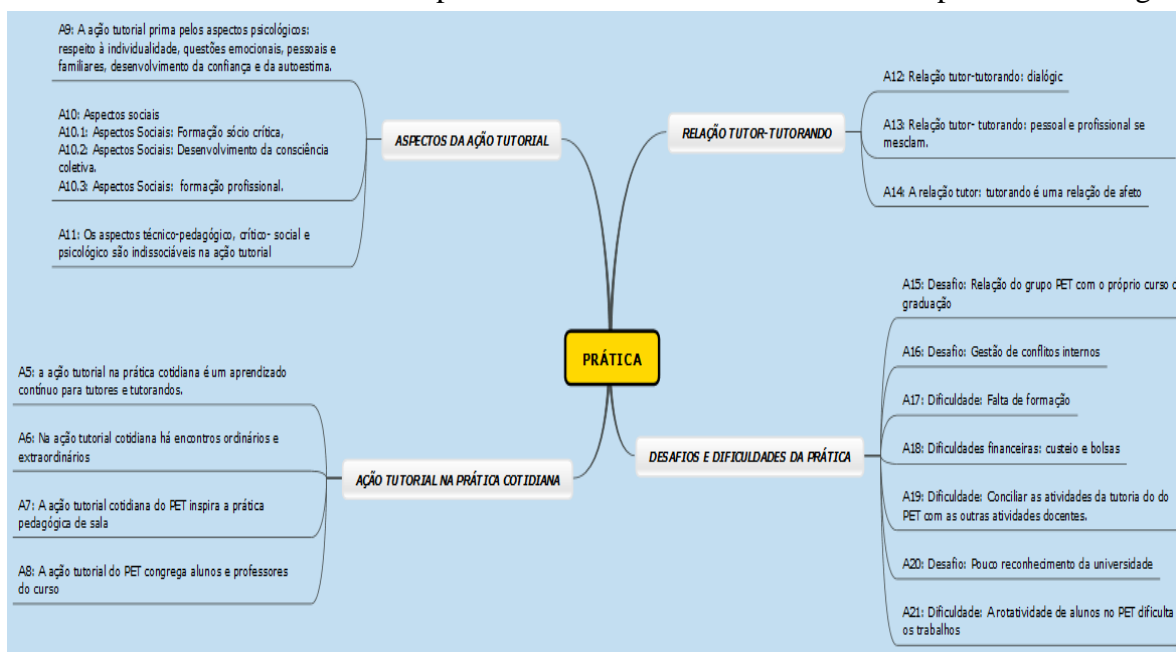 A9: A ação tutorial prima pelos aspectos psicológicos:
respeito à individualidade, questões emocionais, pessoais e
familiares, desenvolvimento da confiança e da autoestima.
A10: Aspectos sociais
A10.1: Aspectos Sociais: Formação sócio crítica,
A10.2: Aspectos Sociais: Desenvolvimento da consciência
coletiva.
A10.3: Aspectos Sociais: formação profissional.
A11: Os aspectos técnico-pedagógico, crítico- social e
psicológico são indissociáveis na ação tutorial
ASPECTOS DA AÇÃO TUTORIAL
RELAÇÃO TUTOR-TUTORANDO
A12: Relação tutor-tutorando: dialógic
A13: Relação tutor- tutorando: pessoal e profissional se
mesclam.
A14: A relação tutor: tutorando é uma relação de afeto
PRÁTICA
A5: a ação tutorial na prática cotidiana é um aprendizado
contínuo para tutores e tutorandos.
A6: Na ação tutorial cotidiana há encontros ordinários e
extraordinários
A7: A ação tutorial cotidiana do PET inspira a prática
pedagógica de sala
A8: A ação tutorial do PET congrega alunos e professores
do curso
AÇÃO TUTORIAL NA PRÁTICA COTIDIANA
DESAFIOS E DIFICULDADES DA PRÁTICA
A15: Desafio: Relação do grupo PET com o próprio curso
graduação
A16: Desafio: Gestão de conflitos internos
A17: Dificuldade: Falta de formação
A18: Dificuldades financeiras: custeio e bolsas
A19: Dificuldade: Conciliar as atividades da tutoria do do
PET com as outras atividades docentes.
A20: Desafio: Pouco reconhecimento da universidade
A21: Dificuldade: A rotatividade de alunos no PET dificulta
os trabalhos